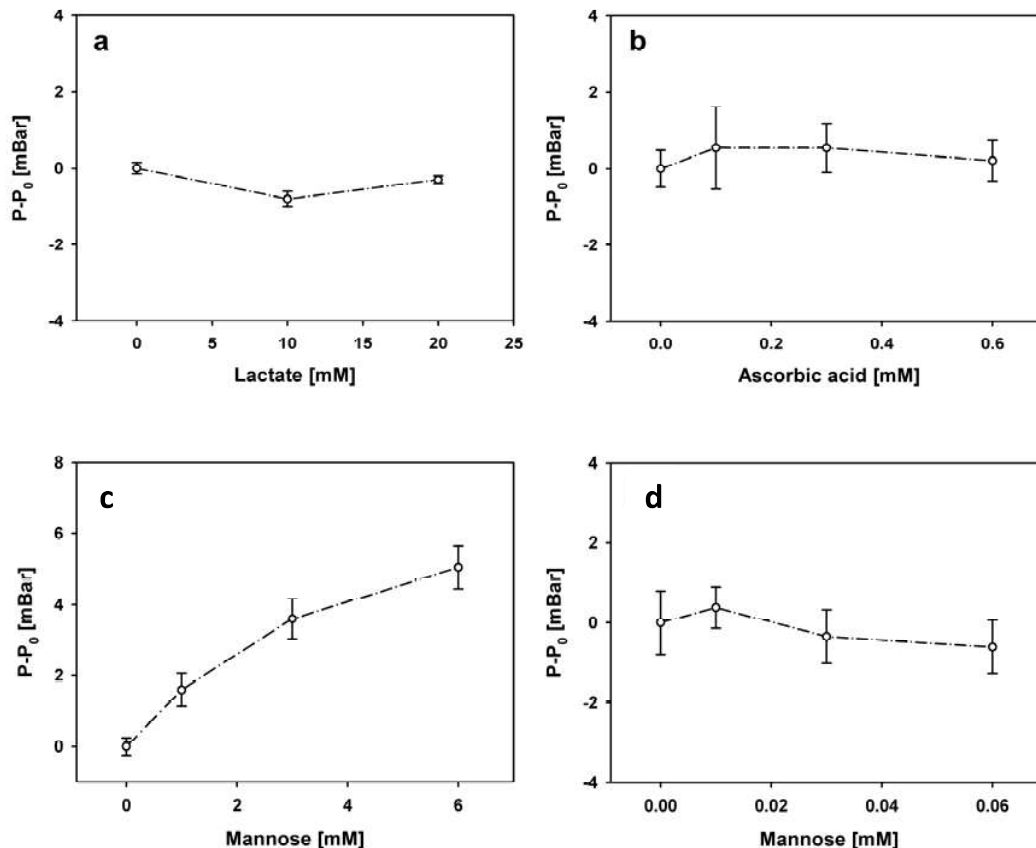 a
P-P0 [mBar]
4
2
0
-2
-4
0 5 10 15 20 25
Lactate [mM]
b
P-P0 [mBar]
4
2
0
-2
-4
0.0 0.2 0.4 0.6
Ascorbic acid [mM]
c
P-P0 [mBar]
8
6
4
2
0
0 2 4 6
Mannose [mM]
d
P-P0 [mBar]
4
2
0
-2
-4
0.00 0.02 0.04 0.06
Mannose [mM]